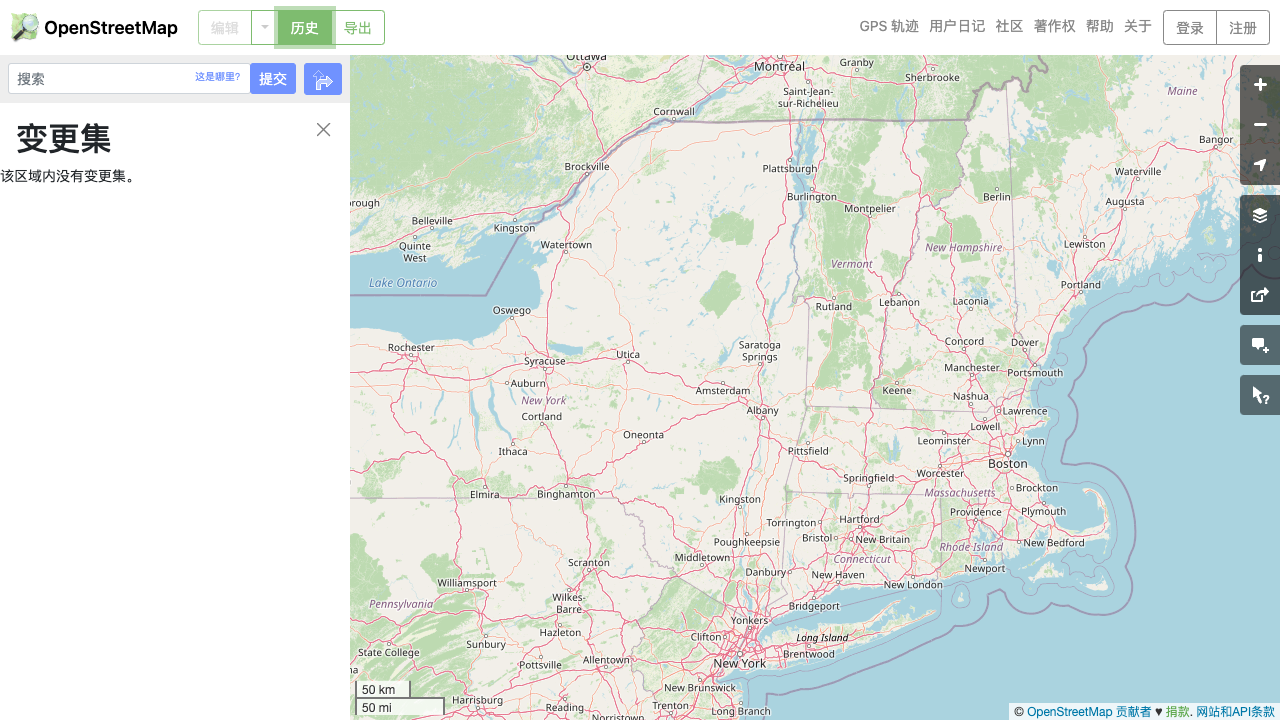 OpenStreetMap
编辑
历史
导出
GPS 轨迹
用户日记
社区
著作权
帮助
关于
登录
注册
搜索
这是哪里?
提交
变更集
该区域内没有变更集。
Ottawa
Montréal
Granby
Sherbrooke
Saint-Jean-
sur-Richelieu
Maine
Cornwall
Bangor
Brockville
Plattsburgh
Waterville
Burlington
Berlin
Augusta
Montpelier
orough
Belleville
Kingston
Quinte
West
Watertown
New Hampshire
Lewiston
Vermont
Lake Ontario
Portland
Rutland
Lebanon
Laconia
Oswego
Rochester
Utica
Saratoga
Springs
Concord
Dover
Syracuse
Manchester
Portsmouth
Auburn
Amsterdam
Keene
Nashua
New York
Albany
Lawrence
Cortland
Lowell
Oneonta
Leominster
Lynn
Ithaca
Pittsfield
Boston
Worcester
Springfield
Elmira
Binghamton
Massachusetts
Brockton
Kingston
Providence
Plymouth
Torrington
Hartford
Bristol
New Britain
Poughkeepsie
New Bedford
Rhode Island
Middletown
Connecticut
Scranton
Danbury
New Haven
Newport
Williamsport
New London
Wilkes-
Barre
Pennsylvania
Bridgeport
Yonkers
Hazleton
Clifton
Long Island
Sunbury
State College
Brentwood
Pottsville
Allentown
New York
New Brunswick
Harrisburg
Reading
Long Branch
Norristown
Trenton
50 km
50 mi
© OpenStreetMap 贡献者 ♥ 捐款. 网站和API条款